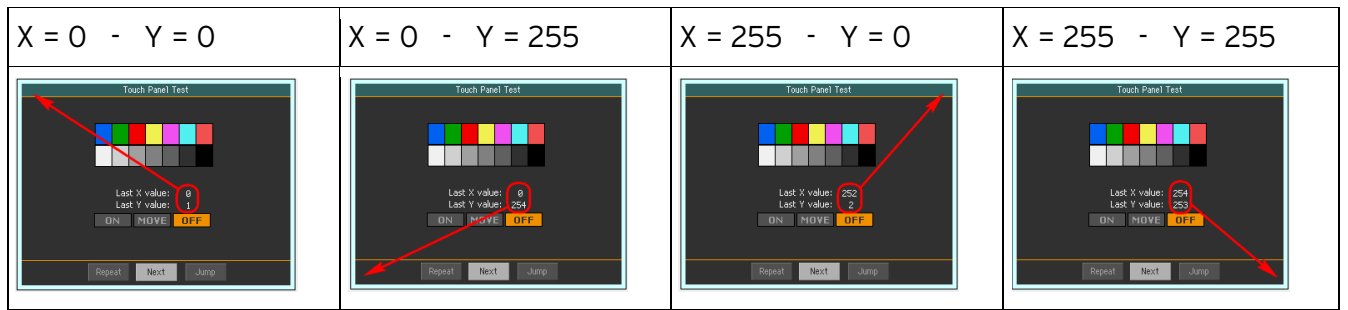 X = 0 - Y = 0
X = 0 - Y = 255
X = 255 - Y = 0
X = 255 - Y = 255
Touch Panel Test
Last X value: 0
Last Y value: 1
ON MOVE OFF
Repeat Next Jump
Touch Panel Test
Last X value: 0
Last Y value: 254
ON MOVE OFF
Repeat Next Jump
Touch Panel Test
Last X value: 252
Last Y value: 2
ON MOVE OFF
Repeat Next Jump
Touch Panel Test
Last X value: 254
Last Y value: 253
ON MOVE OFF
Repeat Next Jump